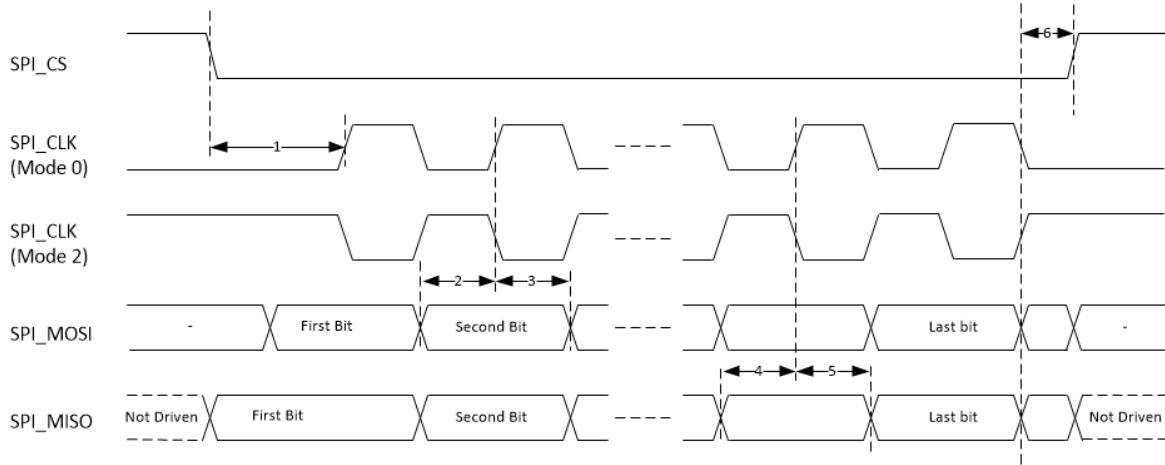 SPI_CS
6
SPI_CLK
(Mode 0)
1
SPI_CLK
(Mode 2)
2
3
SPI_MOSI
-
First Bit
Second Bit
Last bit
-
4
5
SPI_MISO
Not Driven
First Bit
Second Bit
Last bit
Not Driven